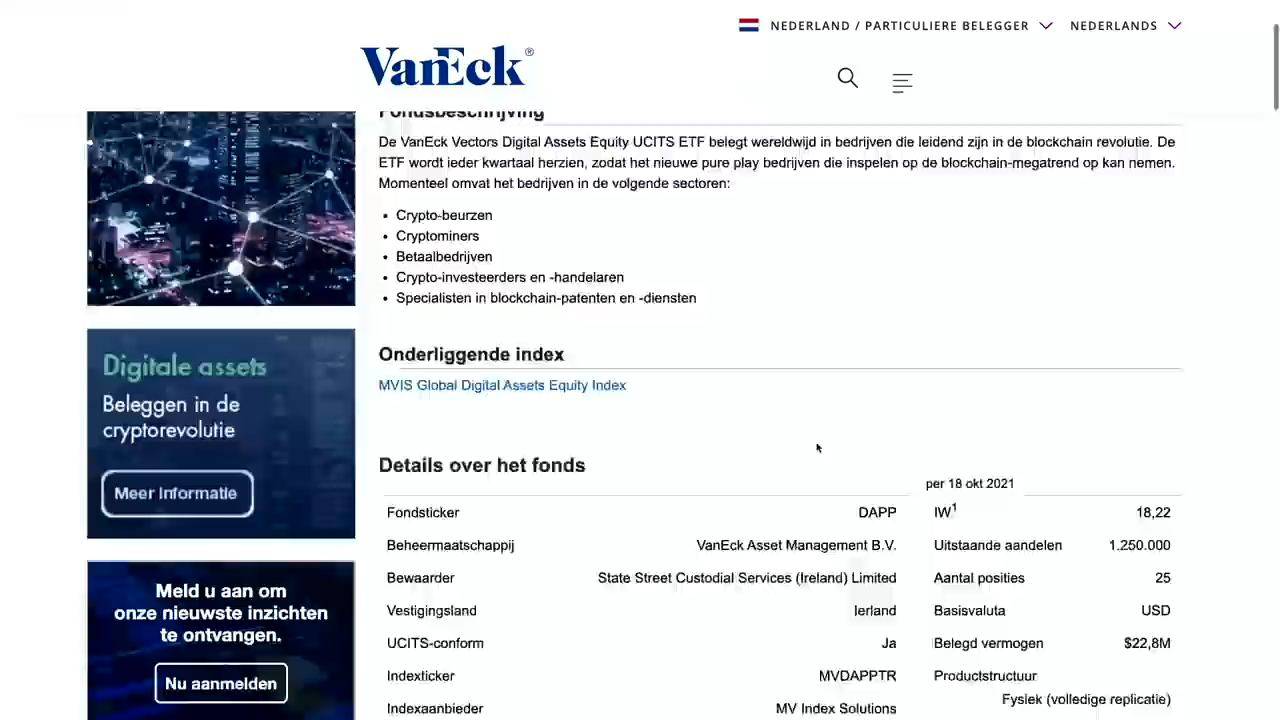 NEDERLAND / PARTICULIERE BELEGGER NEDERLANDS
VanEck®
Fondsbeschrijving
De VanEck Vectors Digital Assets Equity UCITS ETF belegt wereldwijd in bedrijven die leidend zijn in de blockchain revolutie. De
ETF wordt ieder kwartaal herzien, zodat het nieuwe pure play bedrijven die inspelen op de blockchain-megatrend op kan nemen.
Momenteel omvat het bedrijven in de volgende sectoren:
• Crypto-beurzen
• Cryptominers
• Betaalbedrijven
• Crypto-investeerders en -handelaren
• Specialisten in blockchain-patenten en -diensten
Onderliggende index
MVIS Global Digital Assets Equity Index
Digitale assets
Beleggen in de
cryptorevolutie
Meer informatie
Meld u aan om
onze nieuwste inzichten
te ontvangen.
Nu aanmelden
Details over het fonds
per 18 okt 2021
Fondsticker DAPP IW¹ 18,22
Beheermaatschappij VanEck Asset Management B.V. Uitstaande aandelen 1.250.000
Bewaarder State Street Custodial Services (Ireland) Limited Aantal posities 25
Vestigingsland Ierland Basisvaluta USD
UCITS-conform Ja Belegd vermogen $22,8M
Indexticker MVDAPPTR Productstructuur
Fysiek (volledige replicatie)
Indexaanbieder MV Index Solutions